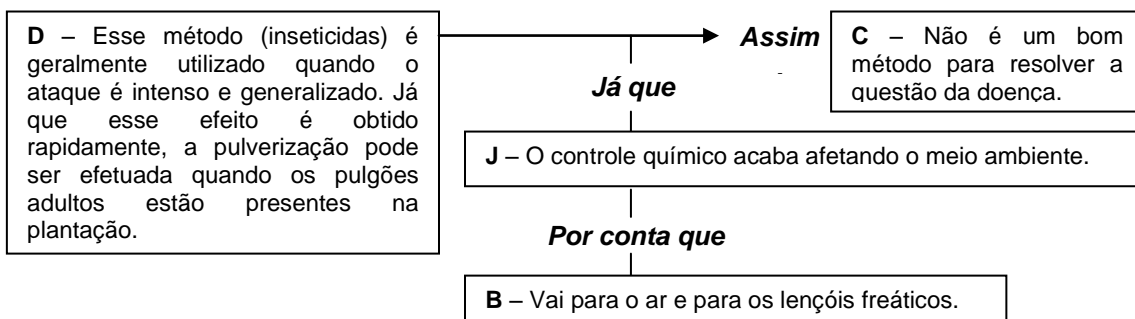 D – Esse método (inseticidas) é
geralmente utilizado quando o
ataque é intenso e generalizado. Já
que esse efeito é obtido
rapidamente, a pulverização pode
ser efetuada quando os pulgões
adultos estão presentes na
plantação.
Assim
C – Não é um bom
método para resolver a
questão da doença.
Já que
J – O controle químico acaba afetando o meio ambiente.
Por conta que
B – Vai para o ar e para os lençóis freáticos.